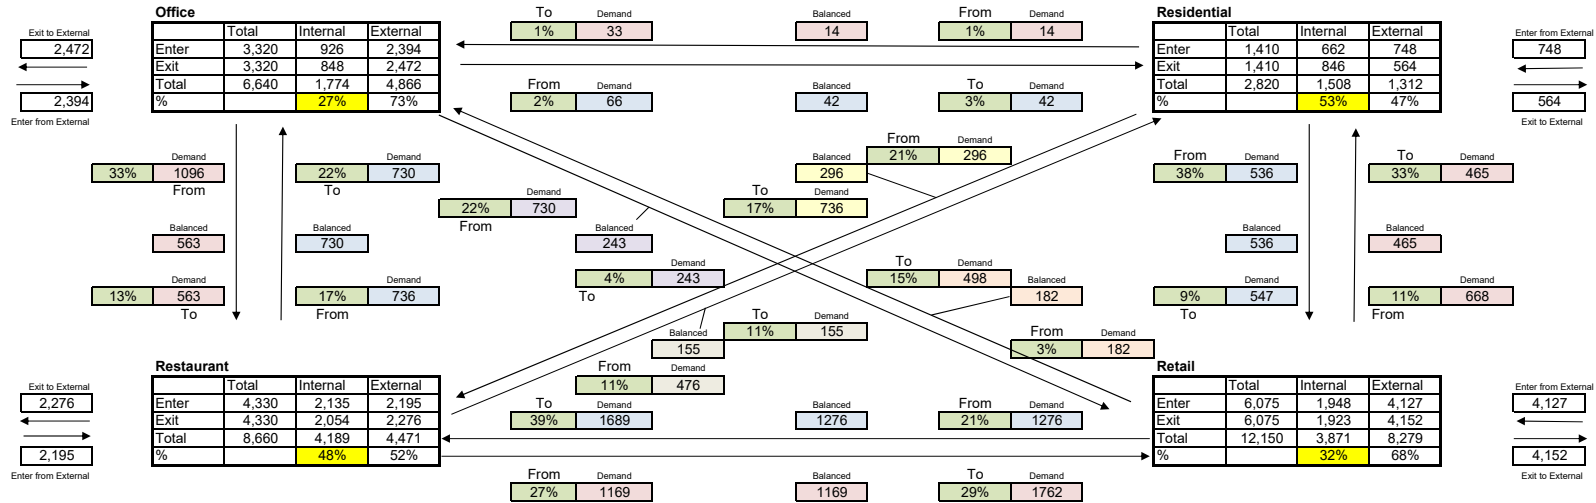 Office To Demand Balanced From Demand Residential
1% 33 14 1% 14
Exit to External Total Internal External Total Internal External Enter from External
2,472 Enter 3,320 926 2,394 Enter 1,410 662 748 748
Exit 3,320 848 2,472 Exit 1,410 846 564
Total 6,640 1,774 4,866 From Demand Balanced To Demand Total 2,820 1,508 1,312
2,394 % 27% 73% 2% 66 42 3% 42 % 53% 47% 564
Enter from External Exit to External
From Demand
Demand Demand Balanced 21% 296 From Demand To Demand
33% 1096 22% 730 296 38% 536 33% 465
From To Demand To Demand
22% 730 17% 736
From
Balanced Balanced Balanced Balanced Balanced
563 730 243 536 465
Demand To Demand
4% 243 15% 498 Balanced
Demand Demand To 182 Demand Demand
13% 563 17% 736 9% 547 11% 668
To From To Demand To From
Balanced 11% 155 From Demand
155 3% 182
Restaurant From Demand Retail
Exit to External Total Internal External 11% 476 Total Internal External Enter from External
2,276 Enter 4,330 2,135 2,195 To Demand Balanced From Demand Enter 6,075 1,948 4,127 4,127
Exit 4,330 2,054 2,276 39% 1689 1276 21% 1276 Exit 6,075 1,923 4,152
Total 8,660 4,189 4,471 Total 12,150 3,871 8,279
2,195 % 48% 52% % 32% 68% 4,152
Enter from External From Demand Balanced To Demand Exit to External
27% 1169 1169 29% 1762